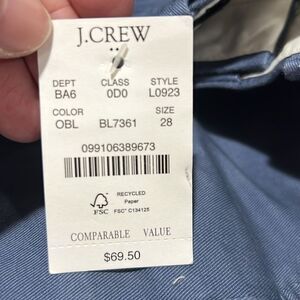 J.CREW
DEPT CLASS STYLE
BA6 0D0 L0923
COLOR SIZE
OBL BL7361 28
099106389673
RECYCLED
Paper
FSC FSC® C134125
COMPARABLE VALUE
$69.50